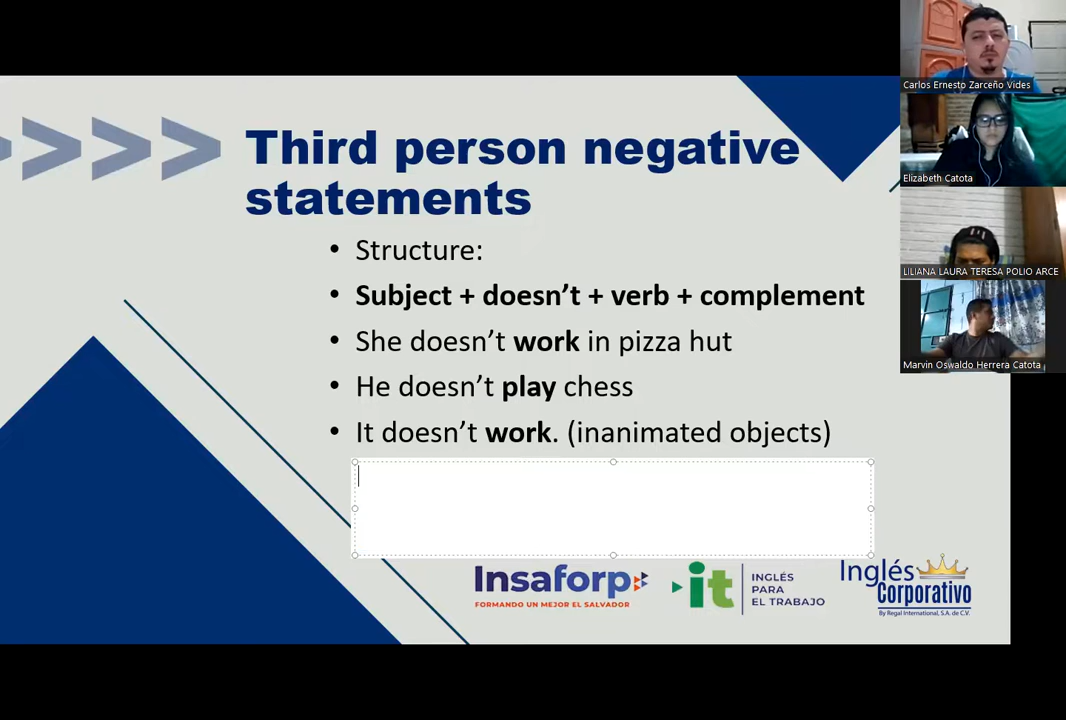 Third person negative
statements
• Structure:
• Subject + doesn’t + verb + complement
• She doesn’t work in pizza hut
• He doesn’t play chess
• It doesn’t work. (inanimated objects)
Insaforp
FORMANDO UN MEJOR EL SALVADOR
it
INGLÉS
PARA
EL TRABAJO
Inglés
Corporativo
By Regal International, S.A. de C.V.
Carlos Ernesto Zarceño Vides
Elizabeth Catota
LILIANA LAURA TERESA POLIO ARCE
Marvin Oswaldo Herrera Catota